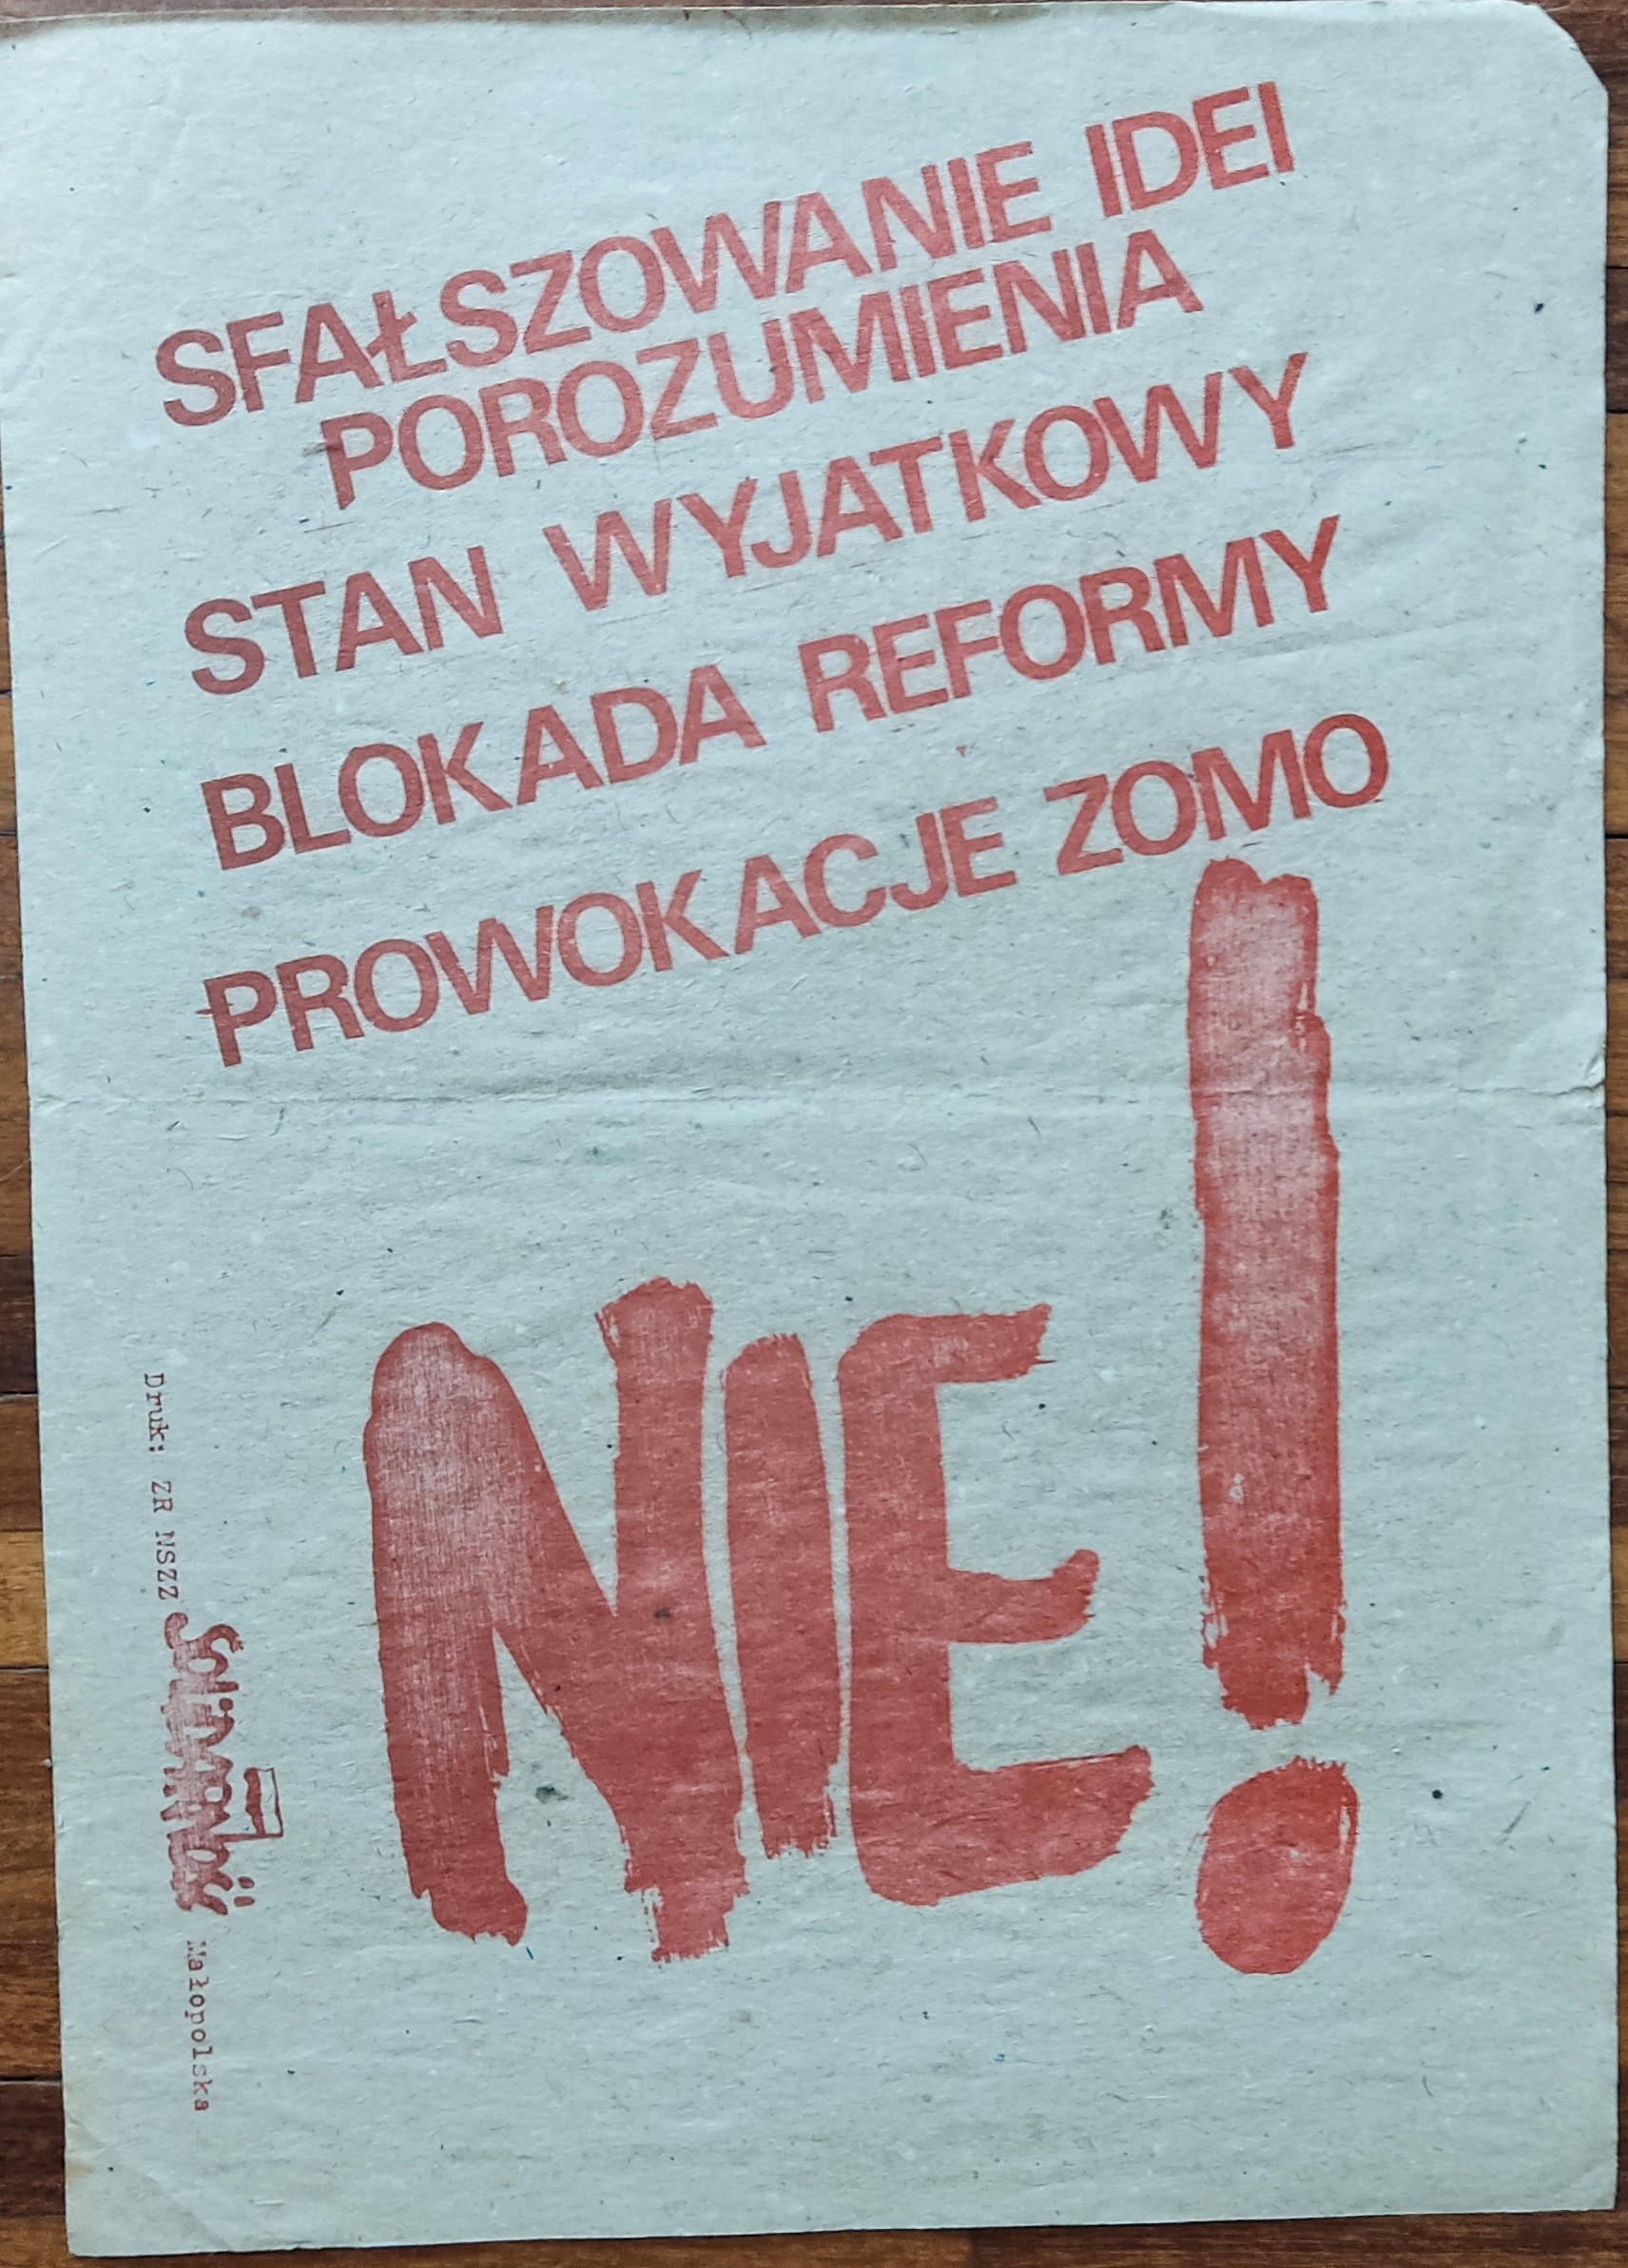 SFAŁSZOWANIE IDEI
POROZUMIENIA
STAN WYJATKOWY
BLOKADA REFORMY
PROWOKACJE ZOMO
NIE!
Druk: ZR NSZZ Solidarność Małopolska